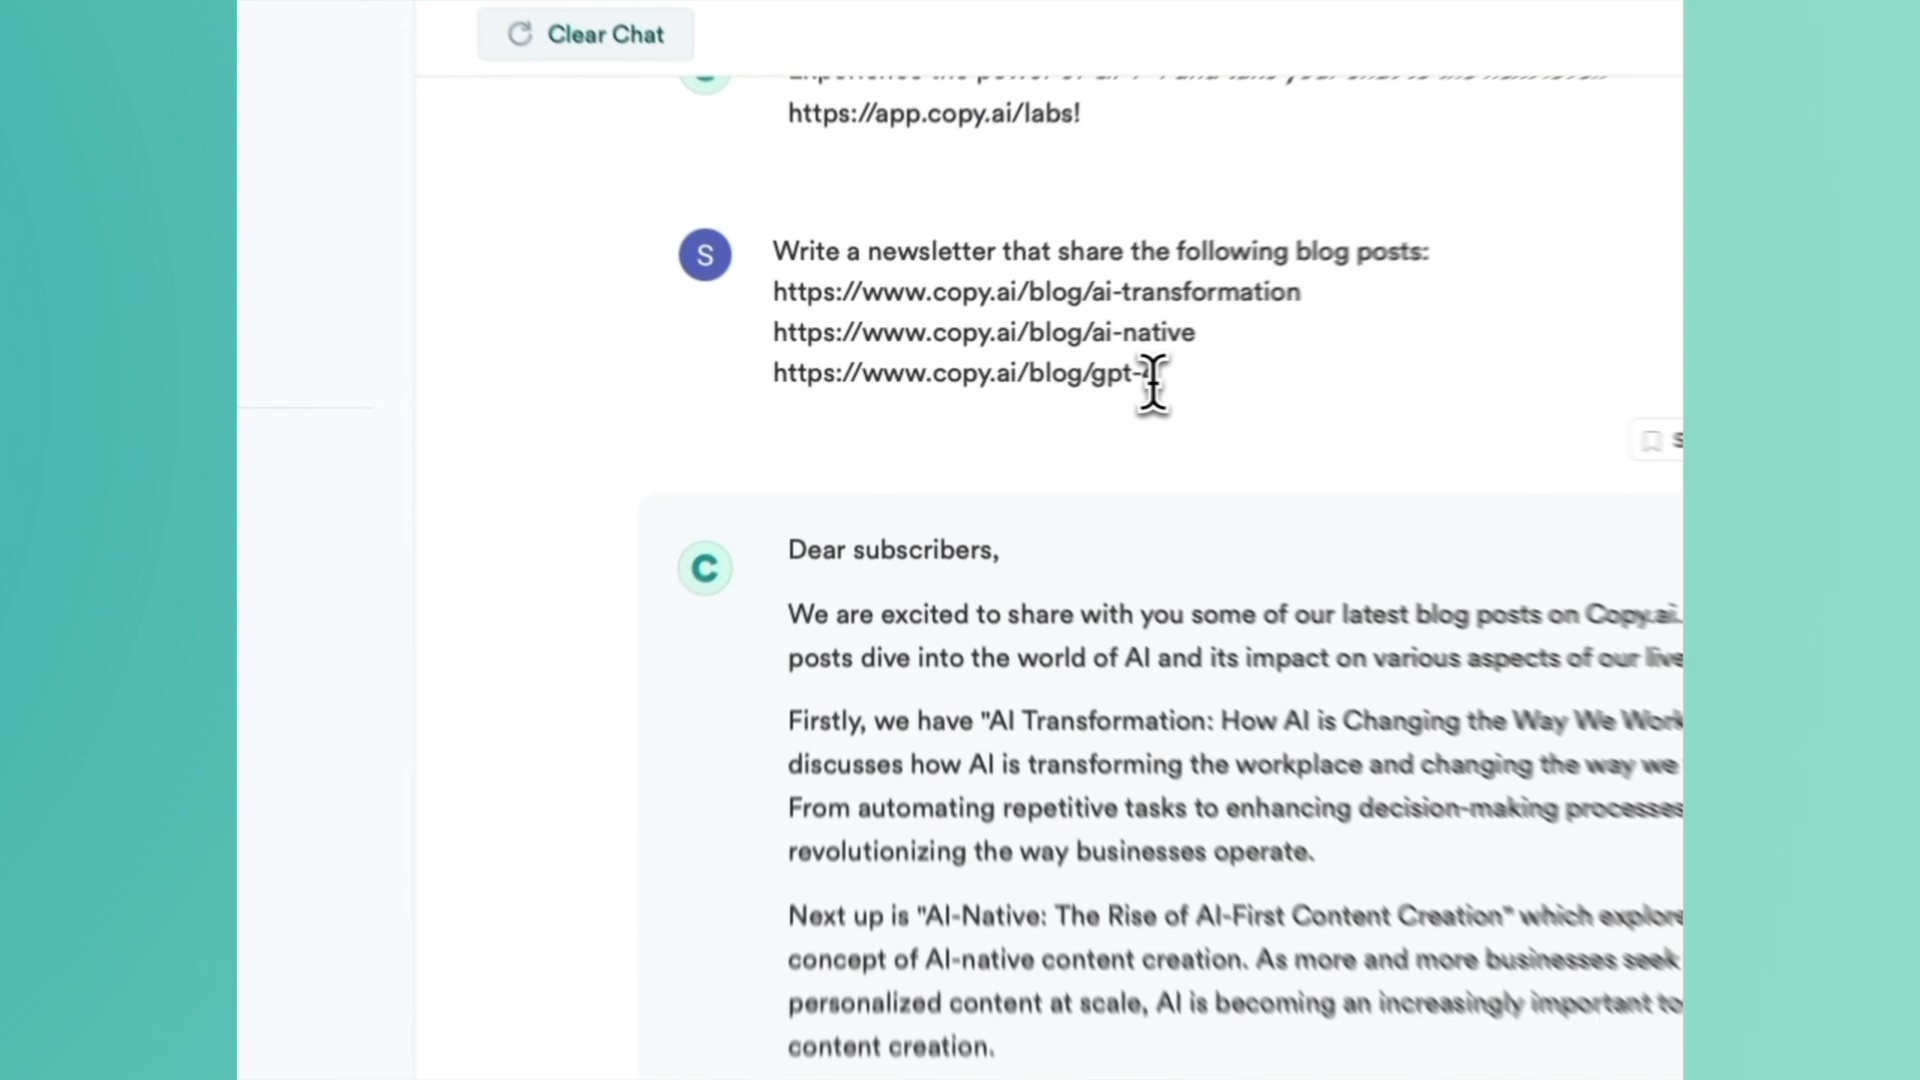 Clear Chat
https://app.copy.ai/labs!
S
Write a newsletter that share the following blog posts:
https://www.copy.ai/blog/ai-transformation
https://www.copy.ai/blog/ai-native
https://www.copy.ai/blog/gpt-
C
Dear subscribers,
We are excited to share with you some of our latest blog posts on Copy.ai.
posts dive into the world of AI and its impact on various aspects of our live
Firstly, we have "AI Transformation: How AI is Changing the Way We Work
discusses how AI is transforming the workplace and changing the way we
From automating repetitive tasks to enhancing decision-making processes
revolutionizing the way businesses operate.
Next up is "AI-Native: The Rise of AI-First Content Creation" which explore
concept of AI-native content creation. As more and more businesses seek
personalized content at scale, AI is becoming an increasingly important to
content creation.